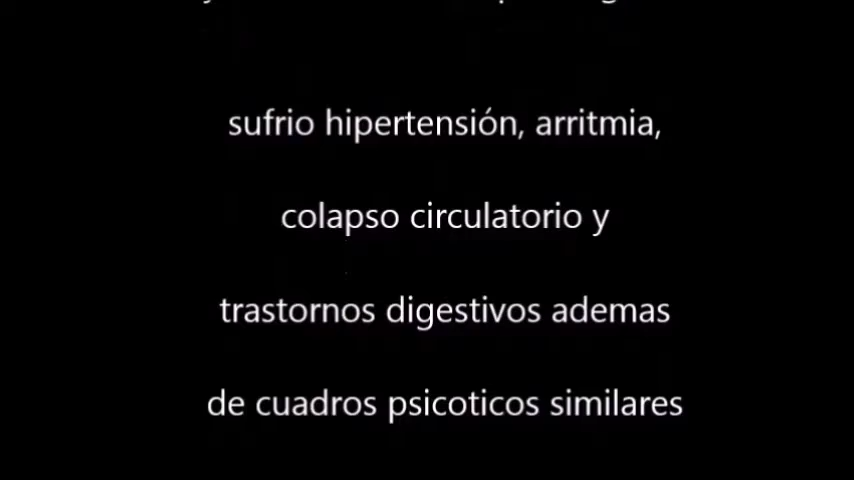 sufrio hipertensión, arritmia,
colapso circulatorio y
trastornos digestivos ademas
de cuadros psicoticos similares